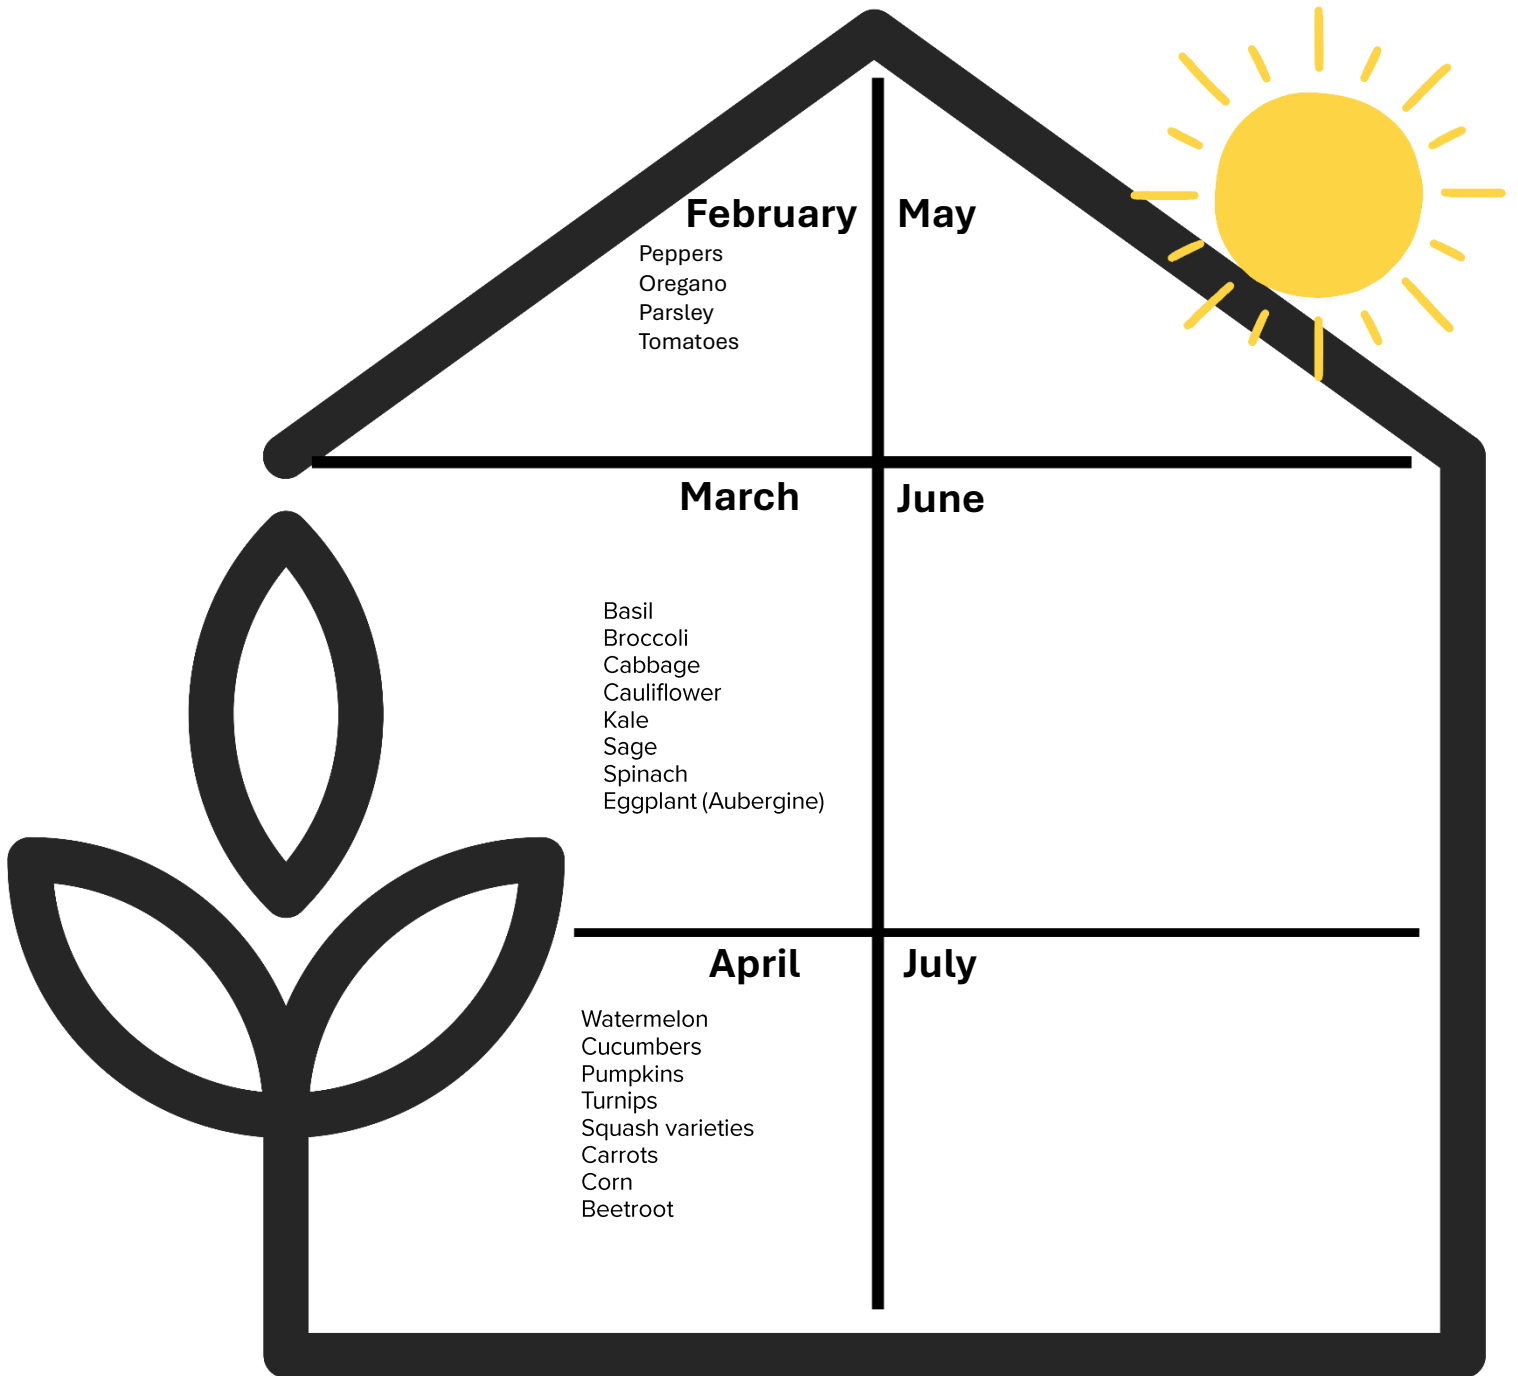 February
Peppers
Oregano
Parsley
Tomatoes
May
March
Basil
Broccoli
Cabbage
Cauliflower
Kale
Sage
Spinach
Eggplant (Aubergine)
June
April
Watermelon
Cucumbers
Pumpkins
Turnips
Squash varieties
Carrots
Corn
Beetroot
July